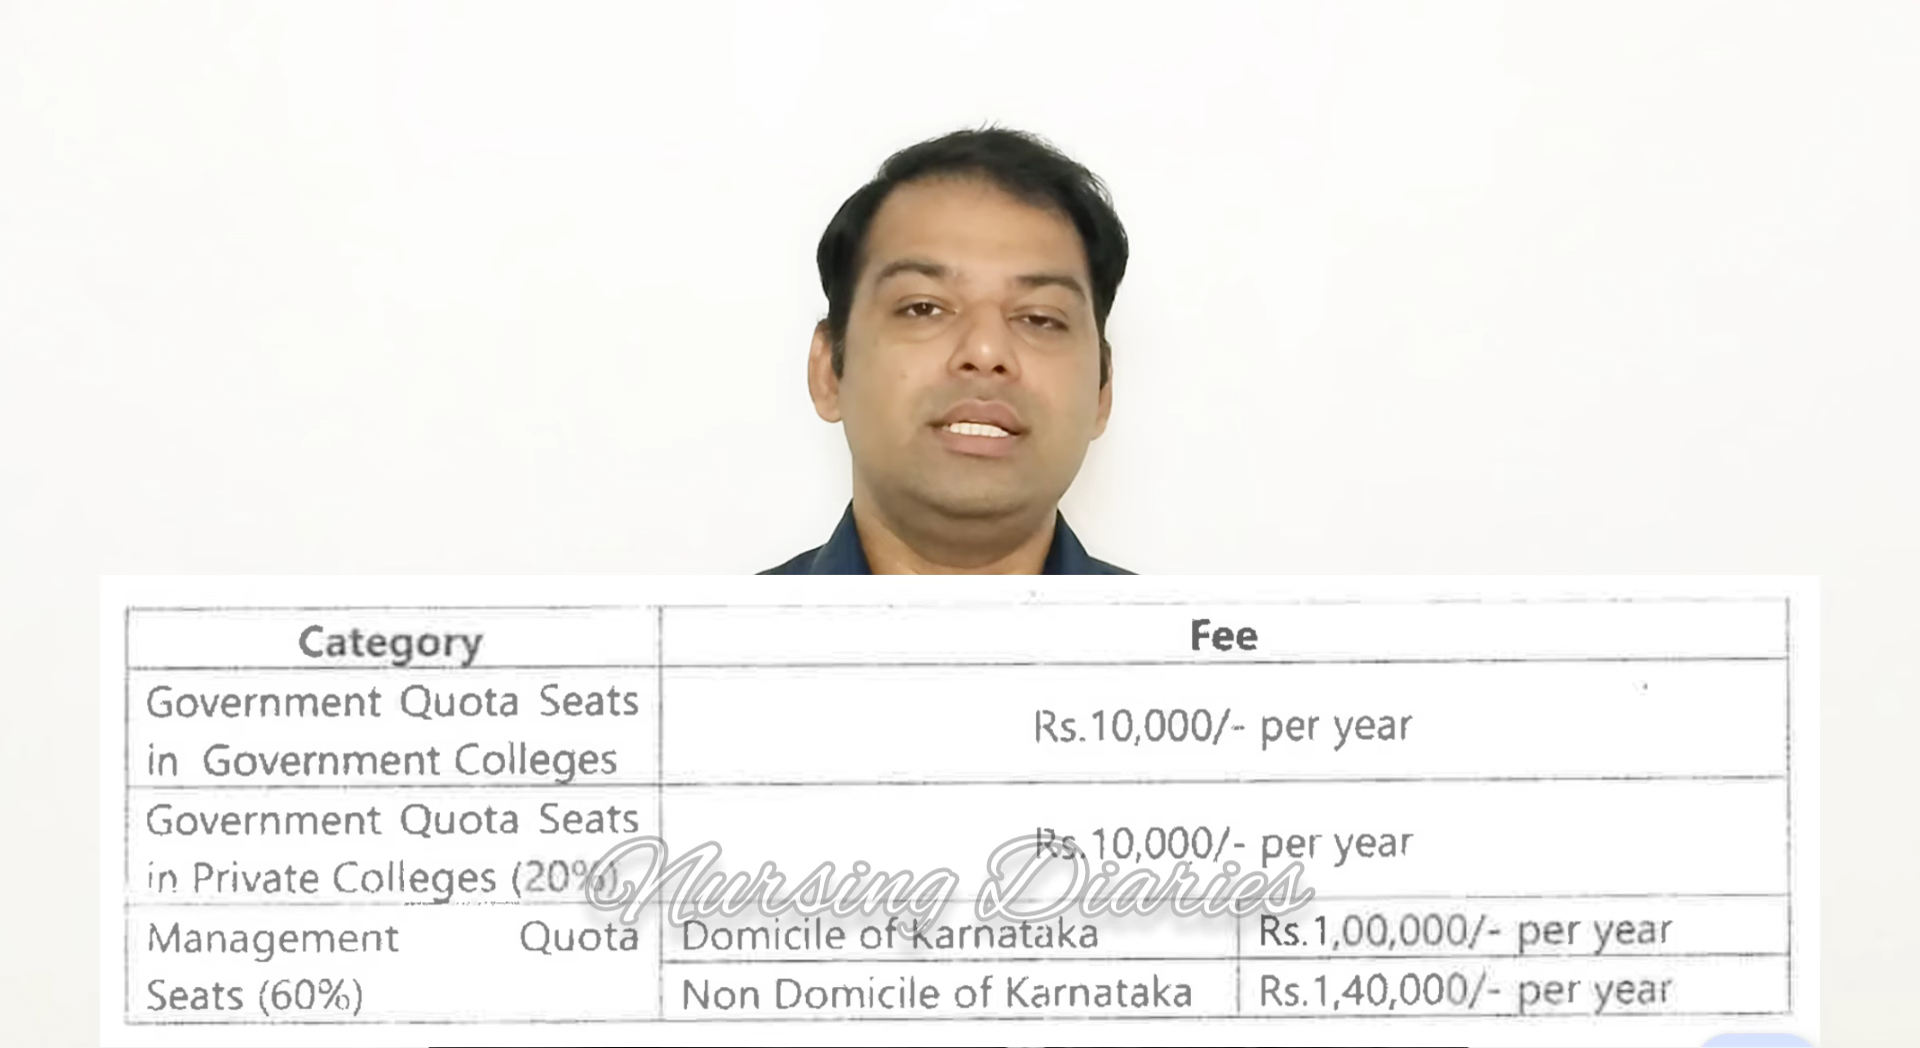 Category Fee
Government Quota Seats
in Government Colleges
Rs.10,000/- per year
Government Quota Seats
in Private Colleges (20%)
Rs.10,000/- per year
©Nursing Diaries
Management Quota
Seats (60%)
Domicile of Karnataka Rs.1,00,000/- per year
Non Domicile of Karnataka Rs.1,40,000/- per year